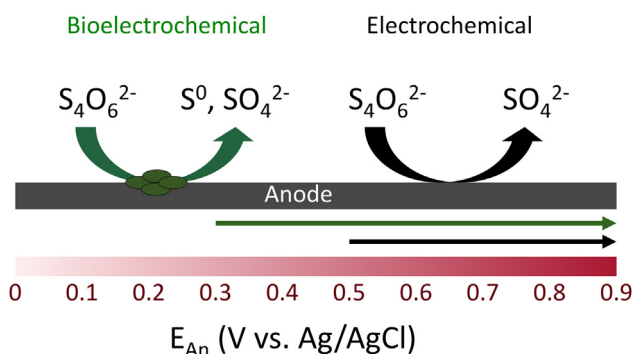 Bioelectrochemical Electrochemical
S₄O₆²⁻ S⁰, SO₄²⁻ S₄O₆²⁻ SO₄²⁻
Anode
0 0.1 0.2 0.3 0.4 0.5 0.6 0.7 0.8 0.9
E_An (V vs. Ag/AgCl)